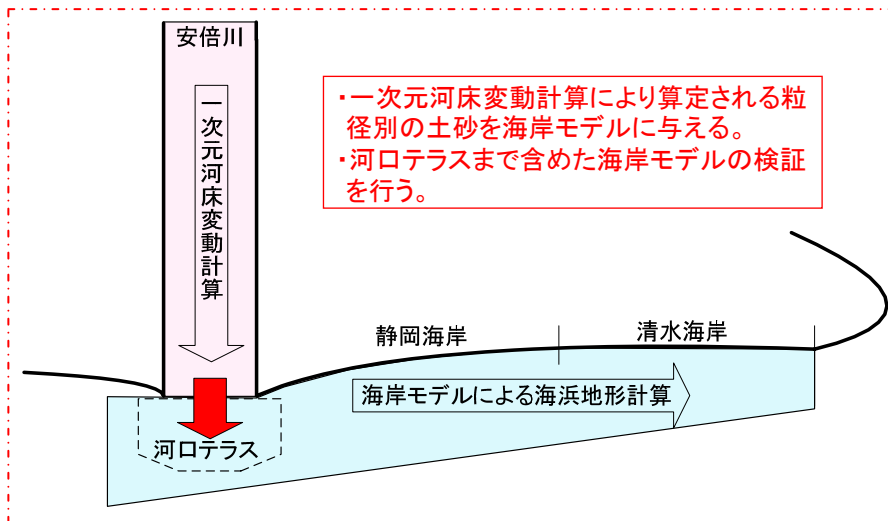 安倍川
一次元河床変動計算
・一次元河床変動計算により算定される粒
径別の土砂を海岸モデルに与える。
・河口テラスまで含めた海岸モデルの検証
を行う。
静岡海岸
清水海岸
海岸モデルによる海浜地形計算
河口テラス